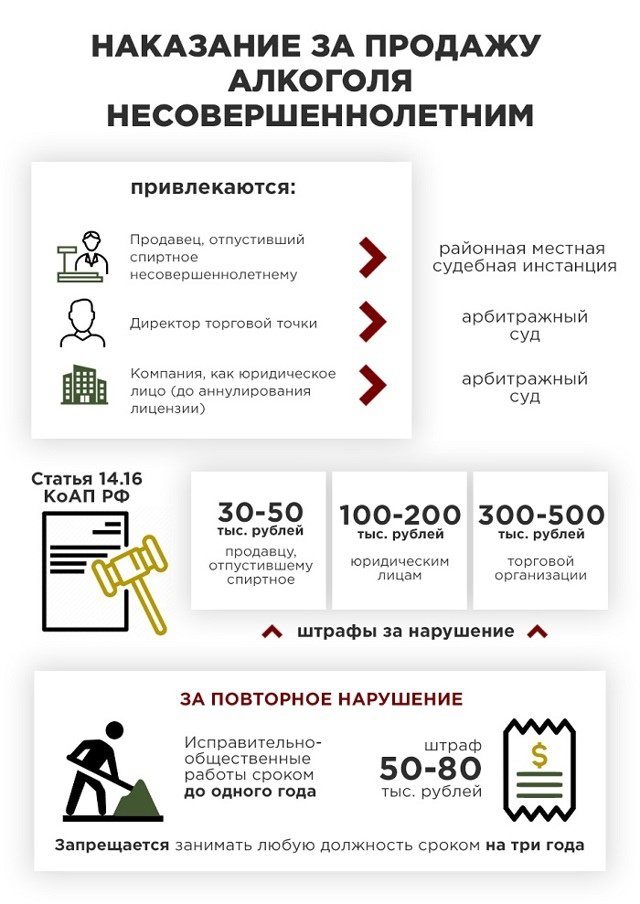 НАКАЗАНИЕ ЗА ПРОДАЖУ
АЛКОГОЛЯ
НЕСОВЕРШЕННОЛЕТНИМ
привлекаются:
Продавец, отпустивший
спиртное
несовершеннолетнему
районная местная
судебная инстанция
Директор торговой точки
арбитражный
суд
Компания, как юридическое
лицо (до аннулирования
лицензии)
арбитражный
суд
Статья 14.16
КоАП РФ
30-50
тыс. рублей
продавцу,
отпустившему
спиртное
100-200
тыс. рублей
юридическим
лицам
300-500
тыс. рублей
торговой
организации
штрафы за нарушение
ЗА ПОВТОРНОЕ НАРУШЕНИЕ
Исправительно-
общественные
работы сроком
до одного года
штраф
50-80
тыс. рублей
$
Запрещается занимать любую должность сроком на три года